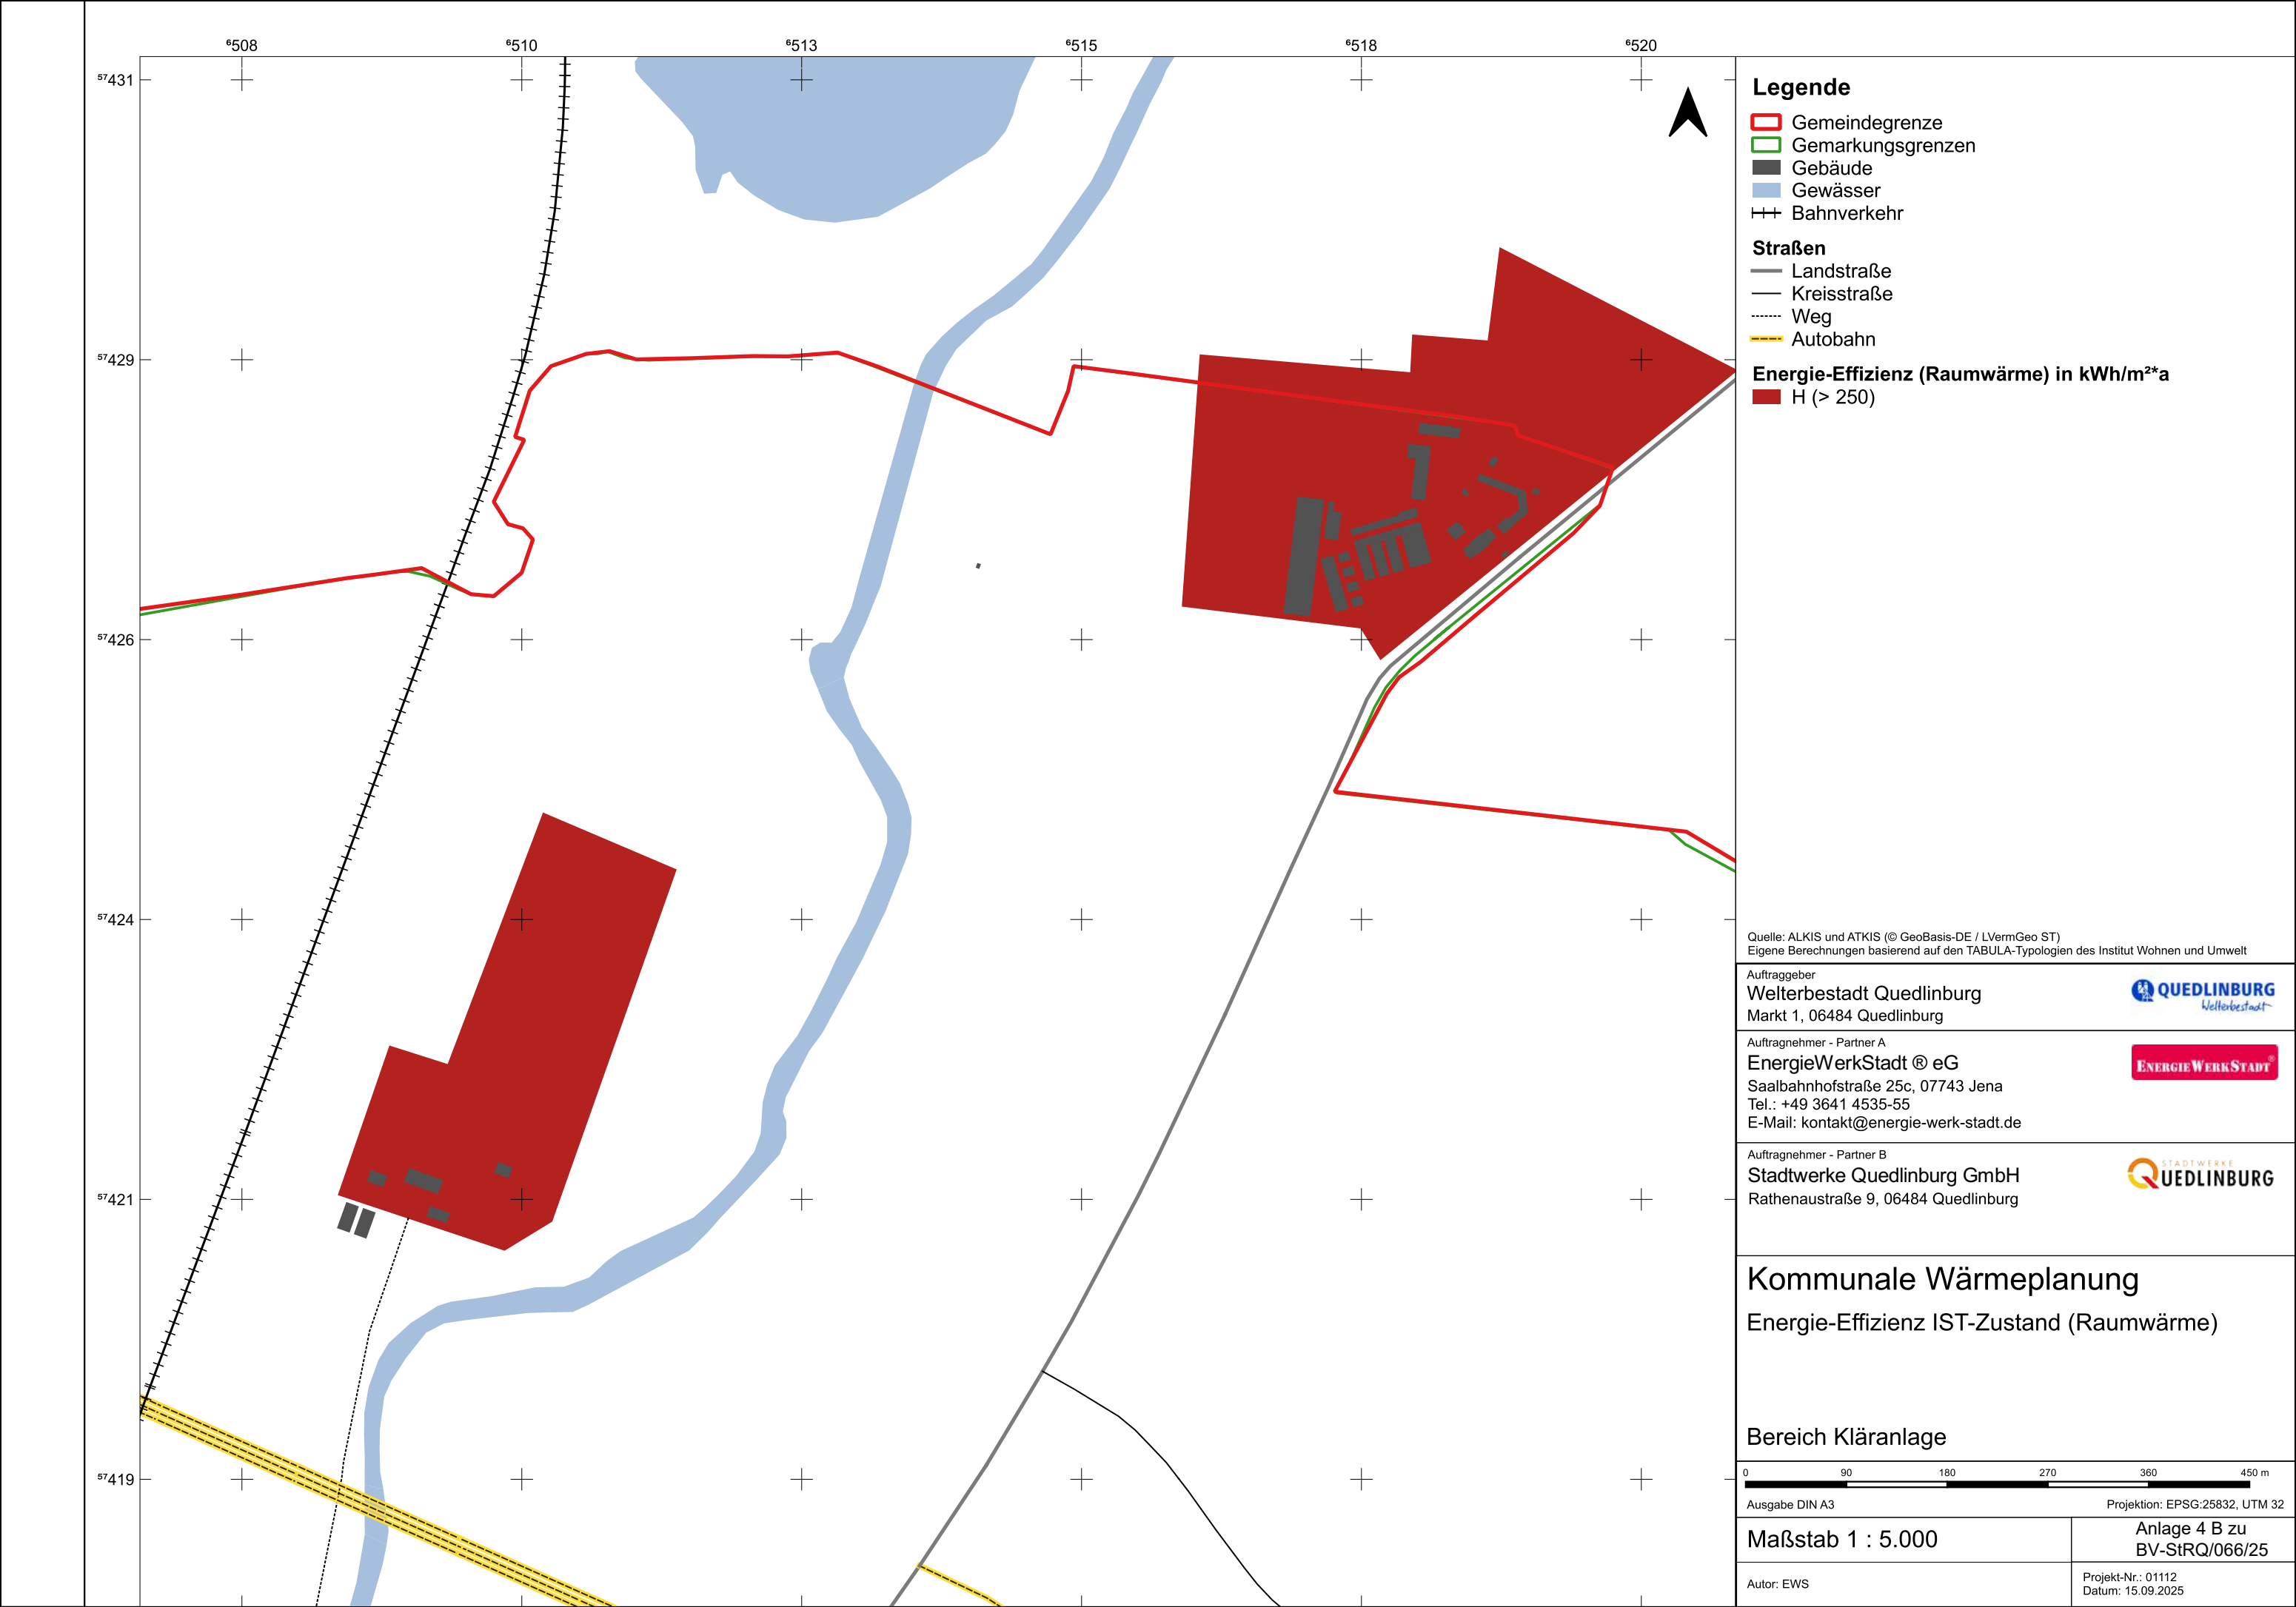 ⁶508 ⁶510 ⁶513 ⁶515 ⁶518 ⁶520
⁵⁷431
⁵⁷429
⁵⁷426
⁵⁷424
⁵⁷421
⁵⁷419
Legende
Gemeindegrenze
Gemarkungsgrenzen
Gebäude
Gewässer
Bahnverkehr
Straßen
Landstraße
Kreisstraße
Weg
Autobahn
Energie-Effizienz (Raumwärme) in kWh/m²*a
H (> 250)
Quelle: ALKIS und ATKIS (© GeoBasis-DE / LVermGeo ST)
Eigene Berechnungen basierend auf den TABULA-Typologien des Institut Wohnen und Umwelt
Auftraggeber
Welterbestadt Quedlinburg
Markt 1, 06484 Quedlinburg
QUEDLINBURG
Welterbestadt
Auftragnehmer - Partner A
EnergieWerkStadt ® eG
Saalbahnhofstraße 25c, 07743 Jena
Tel.: +49 3641 4535-55
E-Mail: kontakt@energie-werk-stadt.de
ENERGIEWERKSTADT®
Auftragnehmer - Partner B
Stadtwerke Quedlinburg GmbH
Rathenaustraße 9, 06484 Quedlinburg
STADTWERKE
QUEDLINBURG
Kommunale Wärmeplanung
Energie-Effizienz IST-Zustand (Raumwärme)
Bereich Kläranlage
0 90 180 270 360 450 m
Ausgabe DIN A3 Projektion: EPSG:25832, UTM 32
Maßstab 1 : 5.000
Anlage 4 B zu
BV-StRQ/066/25
Autor: EWS
Projekt-Nr.: 01112
Datum: 15.09.2025